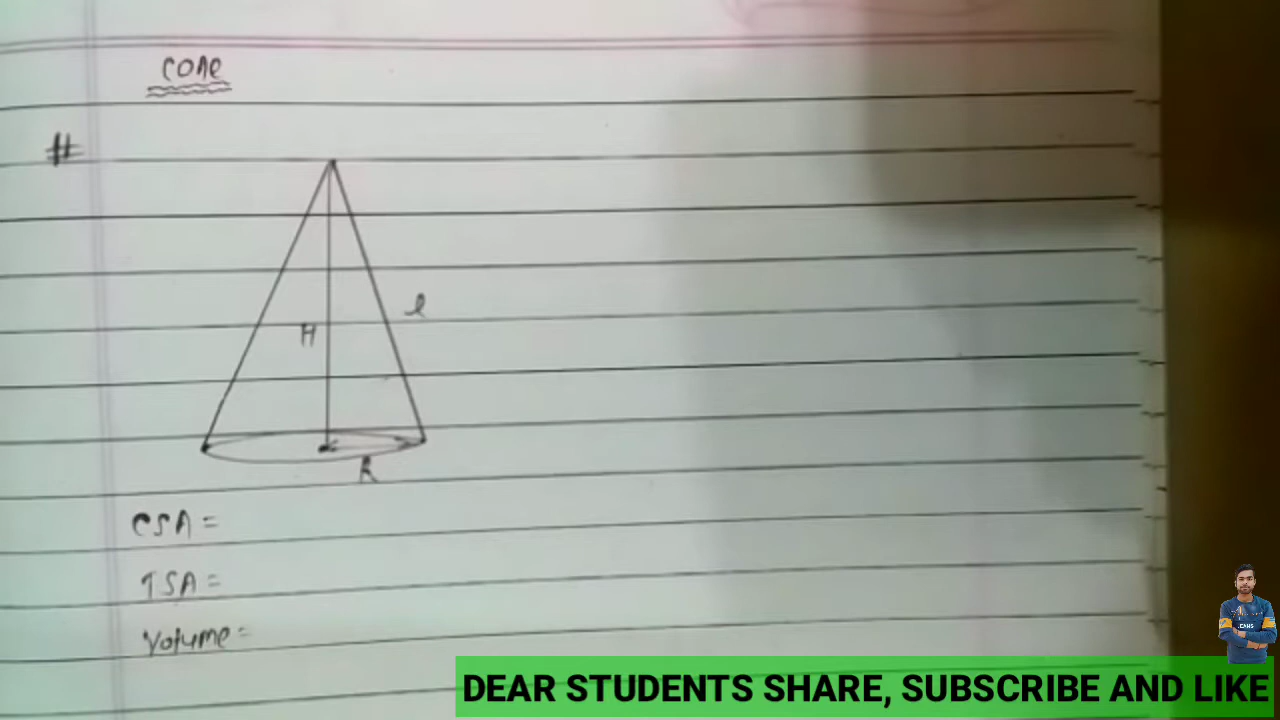 CONe
#
l
H
R
CSA =
TSA =
Volume =
DEAR STUDENTS SHARE, SUBSCRIBE AND LIKE